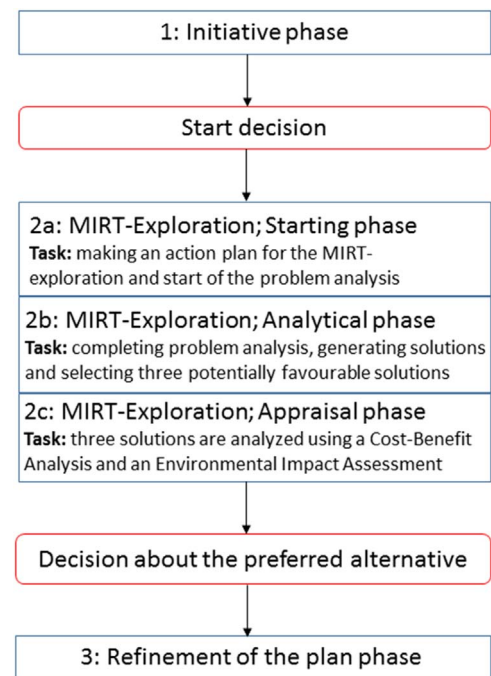 1: Initiative phase
Start decision
2a: MIRT-Exploration; Starting phase
Task: making an action plan for the MIRT-
exploration and start of the problem analysis
2b: MIRT-Exploration; Analytical phase
Task: completing problem analysis, generating solutions
and selecting three potentially favourable solutions
2c: MIRT-Exploration; Appraisal phase
Task: three solutions are analyzed using a Cost-Benefit
Analysis and an Environmental Impact Assessment
Decision about the preferred alternative
3: Refinement of the plan phase